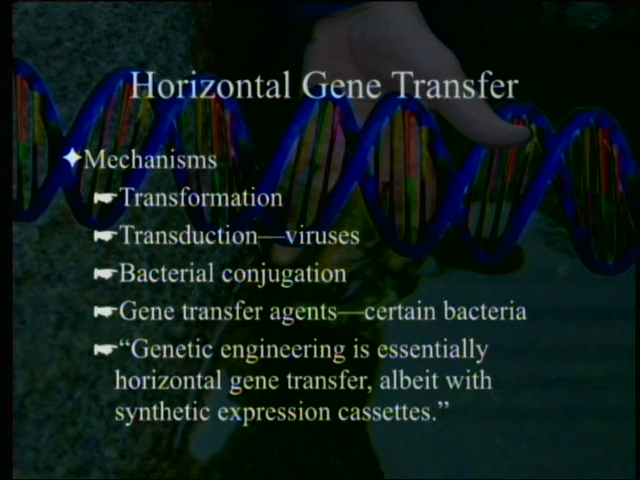 Horizontal Gene Transfer
Mechanisms
Transformation
Transduction—viruses
Bacterial conjugation
Gene transfer agents—certain bacteria
“Genetic engineering is essentially
horizontal gene transfer, albeit with
synthetic expression cassettes.”